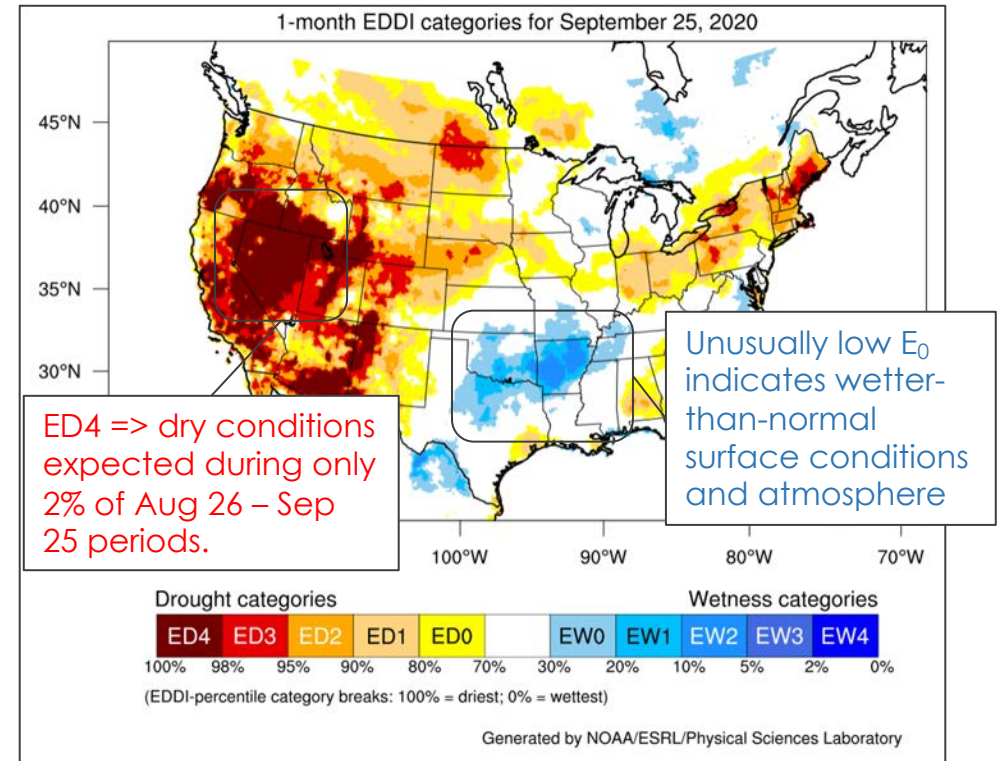 1-month EDDI categories for September 25, 2020
45°N
40°N
35°N
30°N
Unusually low E₀
indicates wetter-
than-normal
surface conditions
and atmosphere
ED4 => dry conditions
expected during only
2% of Aug 26 – Sep
25 periods.
100°W 90°W 80°W 70°W
Drought categories Wetness categories
ED4 ED3 ED2 ED1 ED0 EW0 EW1 EW2 EW3 EW4
100% 98% 95% 90% 80% 70% 30% 20% 10% 5% 2% 0%
(EDDI-percentile category breaks: 100% = driest; 0% = wettest)
Generated by NOAA/ESRL/Physical Sciences Laboratory